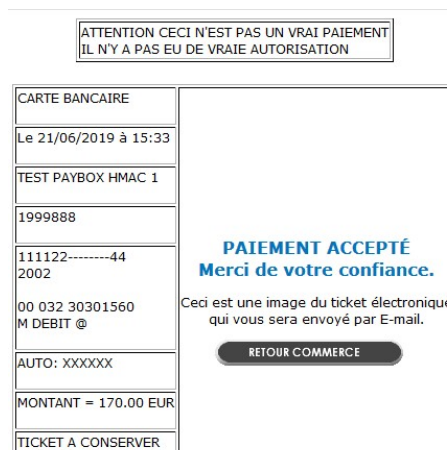 ATTENTION CECI N'EST PAS UN VRAI PAIEMENT
IL N'Y A PAS EU DE VRAIE AUTORISATION
CARTE BANCAIRE
Le 21/06/2019 à 15:33
TEST PAYBOX HMAC 1
1999888
111122--------44
2002
00 032 30301560
M DEBIT @
AUTO: XXXXXX
MONTANT = 170.00 EUR
TICKET A CONSERVER
PAIEMENT ACCEPTÉ
Merci de votre confiance.
Ceci est une image du ticket électronique
qui vous sera envoyé par E-mail.
RETOUR COMMERCE